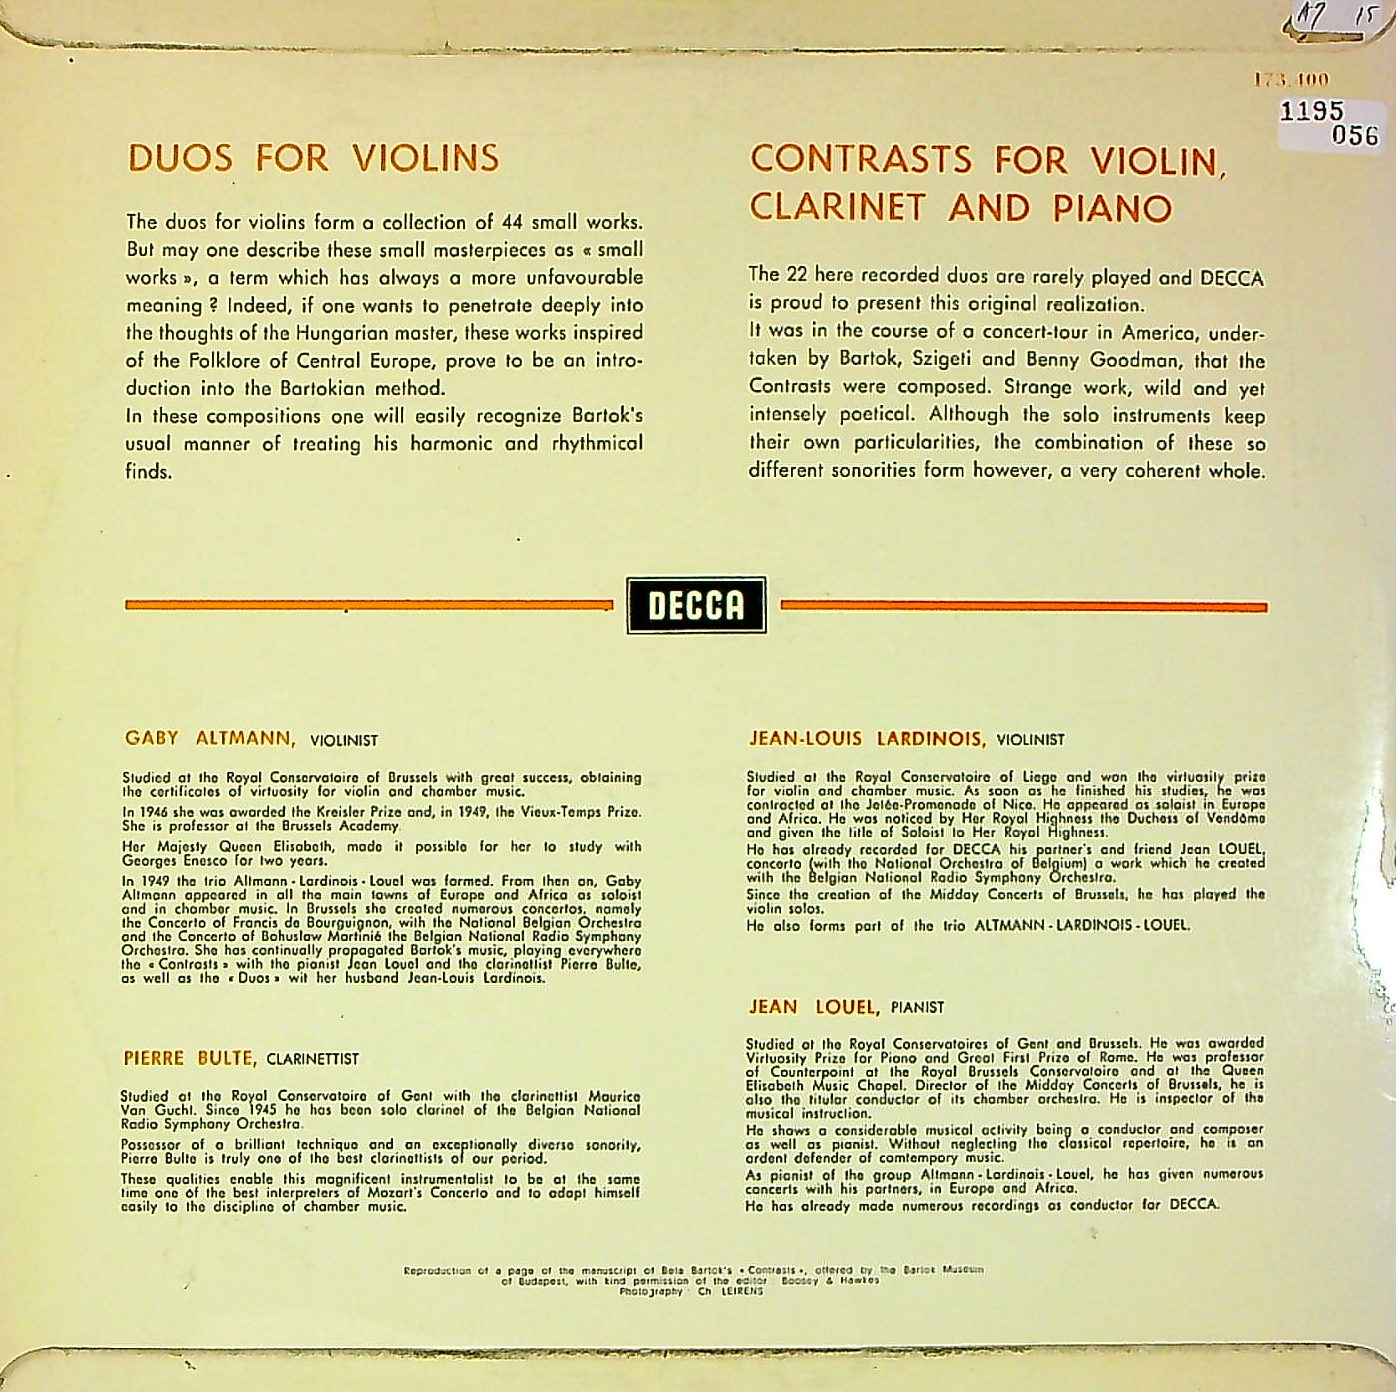 A7 15
173.400
1195
056
DUOS FOR VIOLINS
The duos for violins form a collection of 44 small works.
But may one describe these small masterpieces as « small
works », a term which has always a more unfavourable
meaning ? Indeed, if one wants to penetrate deeply into
the thoughts of the Hungarian master, these works inspired
of the Folklore of Central Europe, prove to be an intro-
duction into the Bartokian method.
In these compositions one will easily recognize Bartok's
usual manner of treating his harmonic and rhythmical
finds.
CONTRASTS FOR VIOLIN,
CLARINET AND PIANO
The 22 here recorded duos are rarely played and DECCA
is proud to present this original realization.
It was in the course of a concert-tour in America, under-
taken by Bartok, Szigeti and Benny Goodman, that the
Contrasts were composed. Strange work, wild and yet
intensely poetical. Although the solo instruments keep
their own particularities, the combination of these so
different sonorities form however, a very coherent whole.
DECCA
GABY ALTMANN, VIOLINIST
Studied at the Royal Conservatoire of Brussels with great success, obtaining
the certificates of virtuosity for violin and chamber music.
In 1946 she was awarded the Kreisler Prize and, in 1949, the Vieux-Temps Prize.
She is professor at the Brussels Academy.
Her Majesty Queen Elisabeth, made it possible for her to study with
Georges Enesco for two years.
In 1949 the trio Altmann - Lardinois - Louel was formed. From then on, Gaby
Altmann appeared in all the main towns of Europe and Africa as soloist
and in chamber music. In Brussels she created numerous concertos, namely
the Concerto of Francis de Bourguignon, with the National Belgian Orchestra
and the Concerto of Bohuslaw Martinié the Belgian National Radio Symphony
Orchestra. She has continually propagated Bartok's music, playing everywhere
the « Contrasts » with the pianist Jean Louel and the clarinettist Pierre Bulte,
as well as the « Duos » wit her husband Jean-Louis Lardinois.
PIERRE BULTE, CLARINETTIST
Studied at the Royal Conservatoire of Gent with the clarinettist Maurice
Van Gucht. Since 1945 he has been solo clarinet of the Belgian National
Radio Symphony Orchestra.
Possessor of a brilliant technique and an exceptionally diverse sonority,
Pierre Bulte is truly one of the best clarinettists of our period.
These qualities enable this magnificent instrumentalist to be at the same
time one of the best interpreters of Mozart's Concerto and to adapt himself
easily to the discipline of chamber music.
JEAN-LOUIS LARDINOIS, VIOLINIST
Studied at the Royal Conservatoire of Liege and won the virtuosity prize
for violin and chamber music. As soon as he finished his studies, he was
contracted at the Jetée-Promenade of Nice. He appeared as soloist in Europe
and Africa. He was noticed by Her Royal Highness the Duchess of Vendôme
and given the title of Soloist to Her Royal Highness.
He has already recorded for DECCA his partner's and friend Jean LOUEL,
concerto (with the National Orchestra of Belgium) a work which he created
with the Belgian National Radio Symphony Orchestra.
Since the creation of the Midday Concerts of Brussels, he has played the
violin solos.
He also forms part of the trio ALTMANN - LARDINOIS - LOUEL.
JEAN LOUEL, PIANIST
Studied at the Royal Conservatoires of Gent and Brussels. He was awarded
Virtuosity Prize for Piano and Great First Prize of Rome. He was professor
of Counterpoint at the Royal Brussels Conservatoire and at the Queen
Elisabeth Music Chapel. Director of the Midday Concerts of Brussels, he is
also the titular conductor of its chamber orchestra. He is inspector of the
musical instruction.
He shows a considerable musical activity being a conductor and composer
as well as pianist. Without neglecting the classical repertoire, he is an
ardent defender of comtempory music.
As pianist of the group Altmann - Lardinois - Louel, he has given numerous
concerts with his partners, in Europe and Africa.
He has already made numerous recordings as conductor for DECCA.
Reproduction of a page of the manuscript of Bela Bartok's « Contrasts », offered by the Bartok Museum
of Budapest, with kind permission of the editor : Boosey & Hawkes
Photography : Ch. LEIRENS